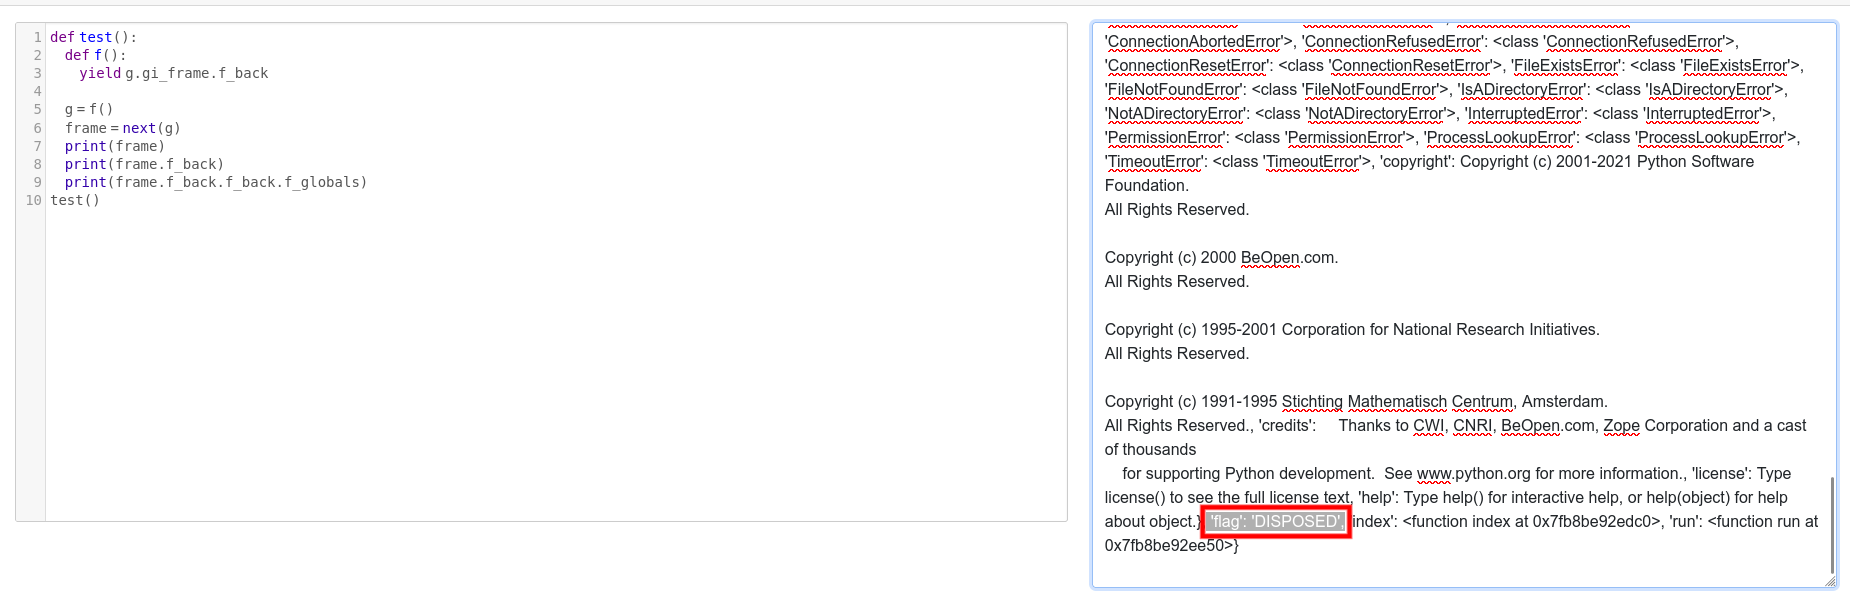 1 def test():
2   def f():
3     yield g.gi_frame.f_back
4
5   g = f()
6   frame = next(g)
7   print(frame)
8   print(frame.f_back)
9   print(frame.f_back.f_back.f_globals)
10 test()
'ConnectionAbortedError'>, 'ConnectionRefusedError': <class 'ConnectionRefusedError'>,
'ConnectionResetError': <class 'ConnectionResetError'>, 'FileExistsError': <class 'FileExistsError'>,
'FileNotFoundError': <class 'FileNotFoundError'>, 'IsADirectoryError': <class 'IsADirectoryError'>,
'NotADirectoryError': <class 'NotADirectoryError'>, 'InterruptedError': <class 'InterruptedError'>,
'PermissionError': <class 'PermissionError'>, 'ProcessLookupError': <class 'ProcessLookupError'>,
'TimeoutError': <class 'TimeoutError'>, 'copyright': Copyright (c) 2001-2021 Python Software
Foundation.
All Rights Reserved.
Copyright (c) 2000 BeOpen.com.
All Rights Reserved.
Copyright (c) 1995-2001 Corporation for National Research Initiatives.
All Rights Reserved.
Copyright (c) 1991-1995 Stichting Mathematisch Centrum, Amsterdam.
All Rights Reserved., 'credits':     Thanks to CWI, CNRI, BeOpen.com, Zope Corporation and a cast
of thousands
    for supporting Python development.  See www.python.org for more information., 'license': Type
license() to see the full license text, 'help': Type help() for interactive help, or help(object) for help
about object.}, 'flag': 'DISPOSED', 'index': <function index at 0x7fb8be92edc0>, 'run': <function run at
0x7fb8be92ee50>}